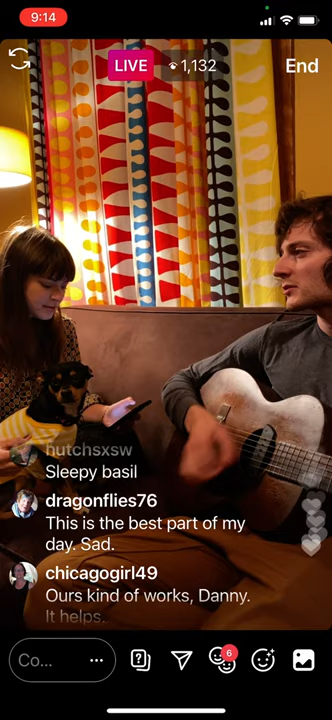 9:14
LIVE
1,132
End
hutchsxsw
Sleepy basil
dragonflies76
This is the best part of my
day. Sad.
chicagogirl49
Ours kind of works, Danny.
It helps.
Co...
6